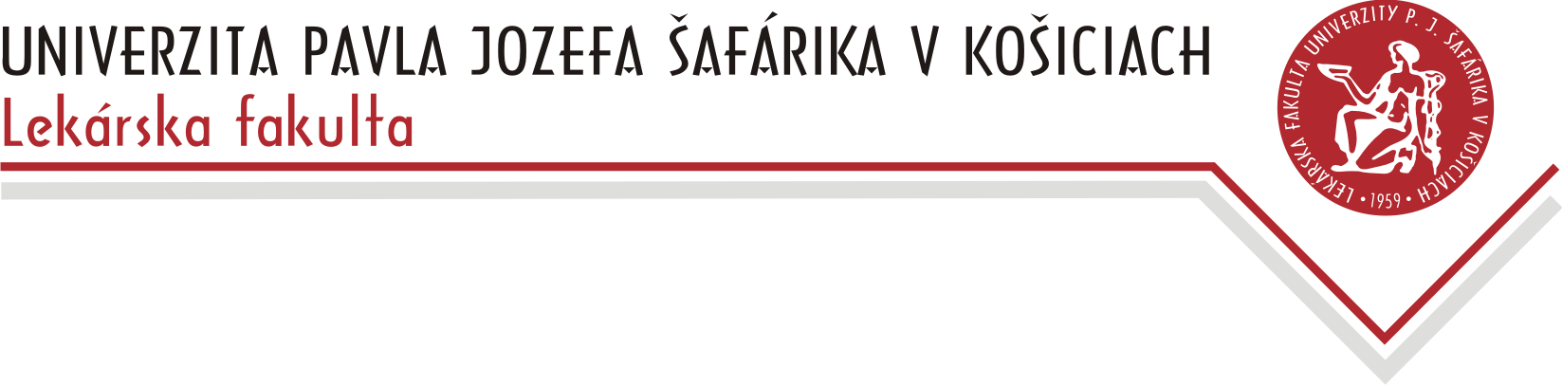 UNIVERZITA PAVLA JOZEFA ŠAFÁRIKA V KOŠICIACH
Lekárska fakulta
LEKÁRSKA FAKULTA UNIVERZITY P. J. ŠAFÁRIKA V KOŠICIACH
• 1959 •